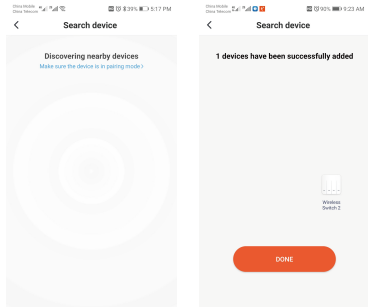 China Mobile
China Telecom
39% 5:17 PM
Search device
Discovering nearby devices
Make sure the device is in pairing mode >
China Mobile
China Telecom
90% 9:23 AM
Search device
1 devices have been successfully added
Wireless
Switch 2
DONE